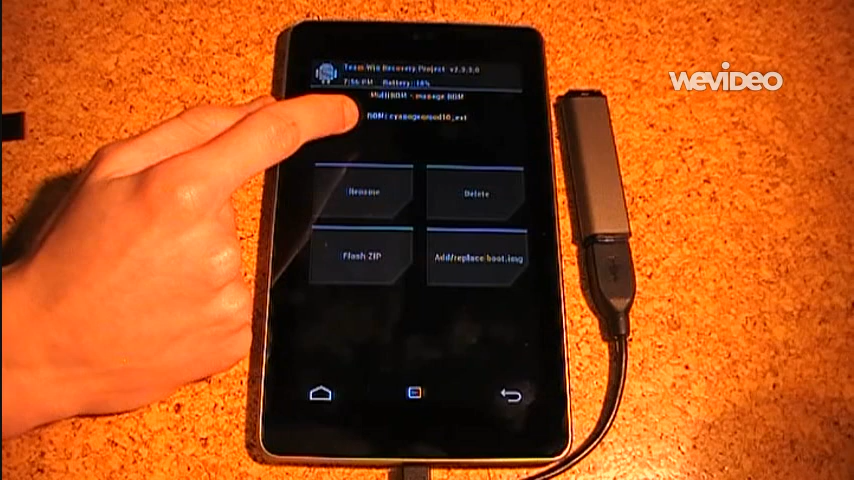 Team Win Recovery Project v2.3.3.0
7:56 PM Battery: 18%
MultiROM - manage ROM
ROM: cyanogenmod10_ext
Rename
Delete
Flash ZIP
Add/replace boot.img
WEVIDEO